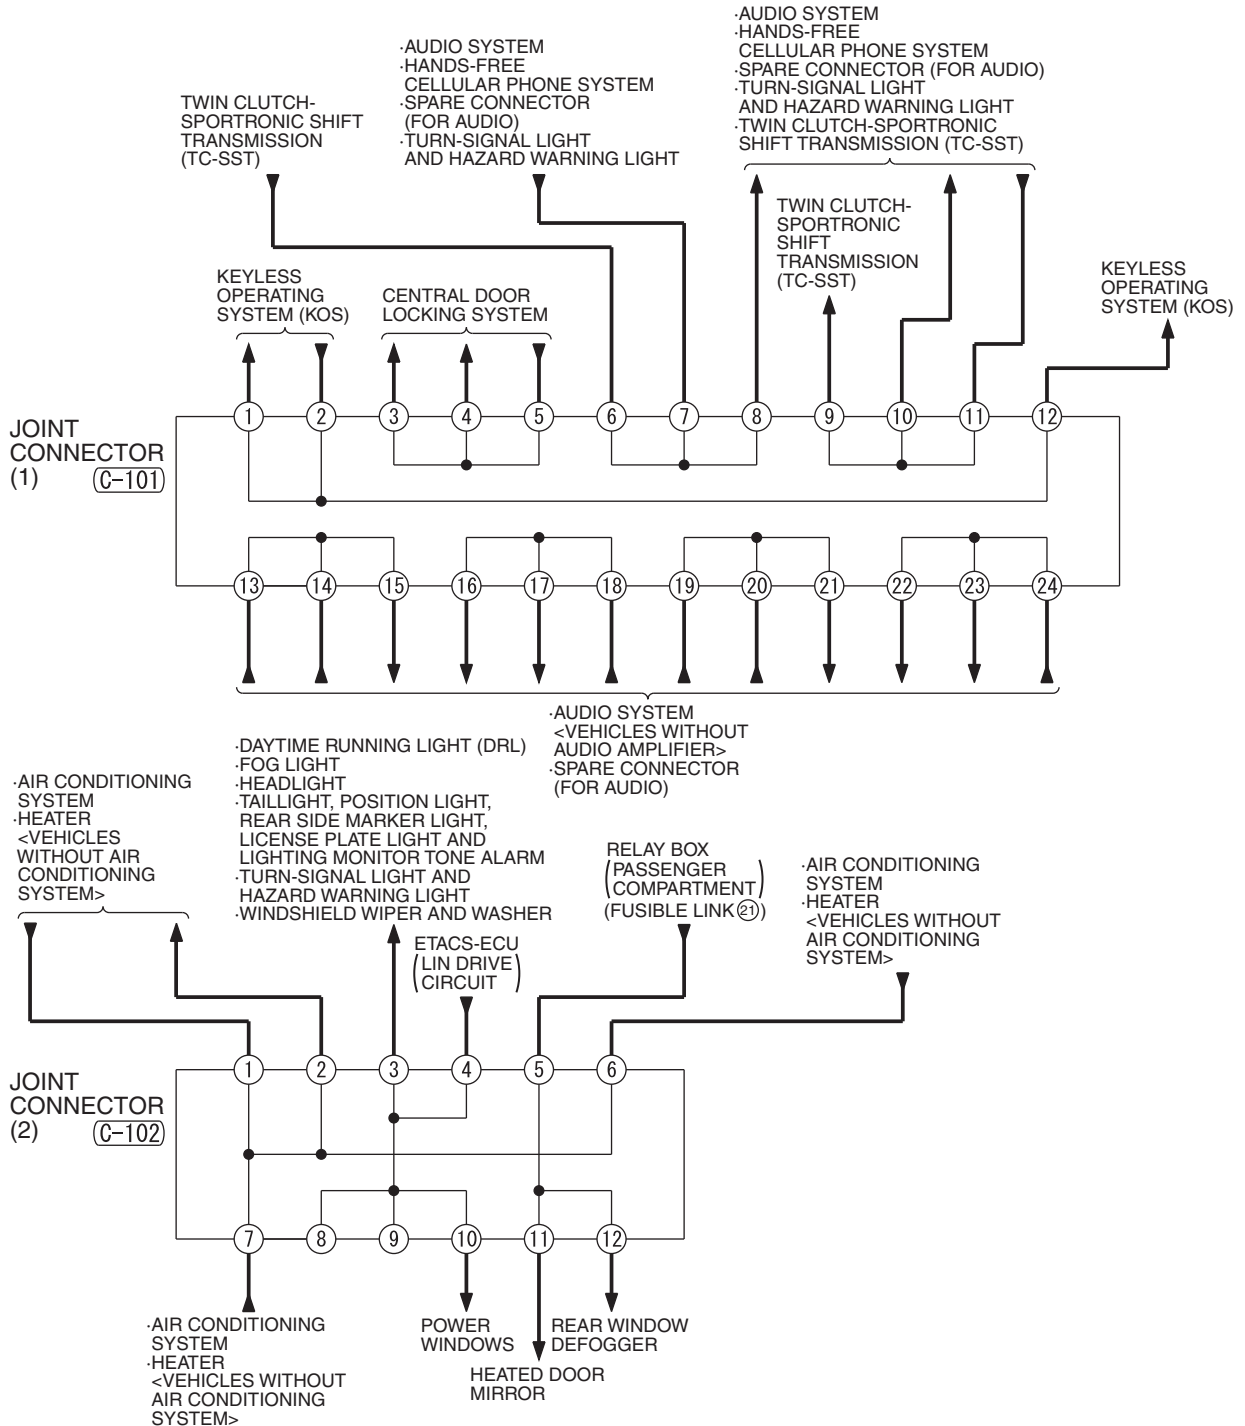 ·AUDIO SYSTEM
·HANDS-FREE
CELLULAR PHONE SYSTEM
·SPARE CONNECTOR (FOR AUDIO)
·TURN-SIGNAL LIGHT
AND HAZARD WARNING LIGHT
·TWIN CLUTCH-SPORTRONIC
SHIFT TRANSMISSION (TC-SST)
·AUDIO SYSTEM
·HANDS-FREE
CELLULAR PHONE SYSTEM
·SPARE CONNECTOR
(FOR AUDIO)
·TURN-SIGNAL LIGHT
AND HAZARD WARNING LIGHT
TWIN CLUTCH-
SPORTRONIC SHIFT
TRANSMISSION
(TC-SST)
TWIN CLUTCH-
SPORTRONIC
SHIFT
TRANSMISSION
(TC-SST)
KEYLESS
OPERATING
SYSTEM (KOS)
CENTRAL DOOR
LOCKING SYSTEM
KEYLESS
OPERATING
SYSTEM (KOS)
JOINT
CONNECTOR
(1) C-101
1 2 3 4 5 6 7 8 9 10 11 12
13 14 15 16 17 18 19 20 21 22 23 24
·AUDIO SYSTEM
<VEHICLES WITHOUT
AUDIO AMPLIFIER>
·SPARE CONNECTOR
(FOR AUDIO)
·AIR CONDITIONING
SYSTEM
·HEATER
<VEHICLES
WITHOUT AIR
CONDITIONING
SYSTEM>
·DAYTIME RUNNING LIGHT (DRL)
·FOG LIGHT
·HEADLIGHT
·TAILLIGHT, POSITION LIGHT,
REAR SIDE MARKER LIGHT,
LICENSE PLATE LIGHT AND
LIGHTING MONITOR TONE ALARM
·TURN-SIGNAL LIGHT AND
HAZARD WARNING LIGHT
·WINDSHIELD WIPER AND WASHER
ETACS-ECU
(LIN DRIVE
CIRCUIT)
RELAY BOX
(PASSENGER
COMPARTMENT)
(FUSIBLE LINK 21)
·AIR CONDITIONING
SYSTEM
·HEATER
<VEHICLES WITHOUT
AIR CONDITIONING
SYSTEM>
JOINT
CONNECTOR
(2) C-102
1 2 3 4 5 6
7 8 9 10 11 12
·AIR CONDITIONING
SYSTEM
·HEATER
<VEHICLES WITHOUT
AIR CONDITIONING
SYSTEM>
POWER
WINDOWS
HEATED DOOR
MIRROR
REAR WINDOW
DEFOGGER